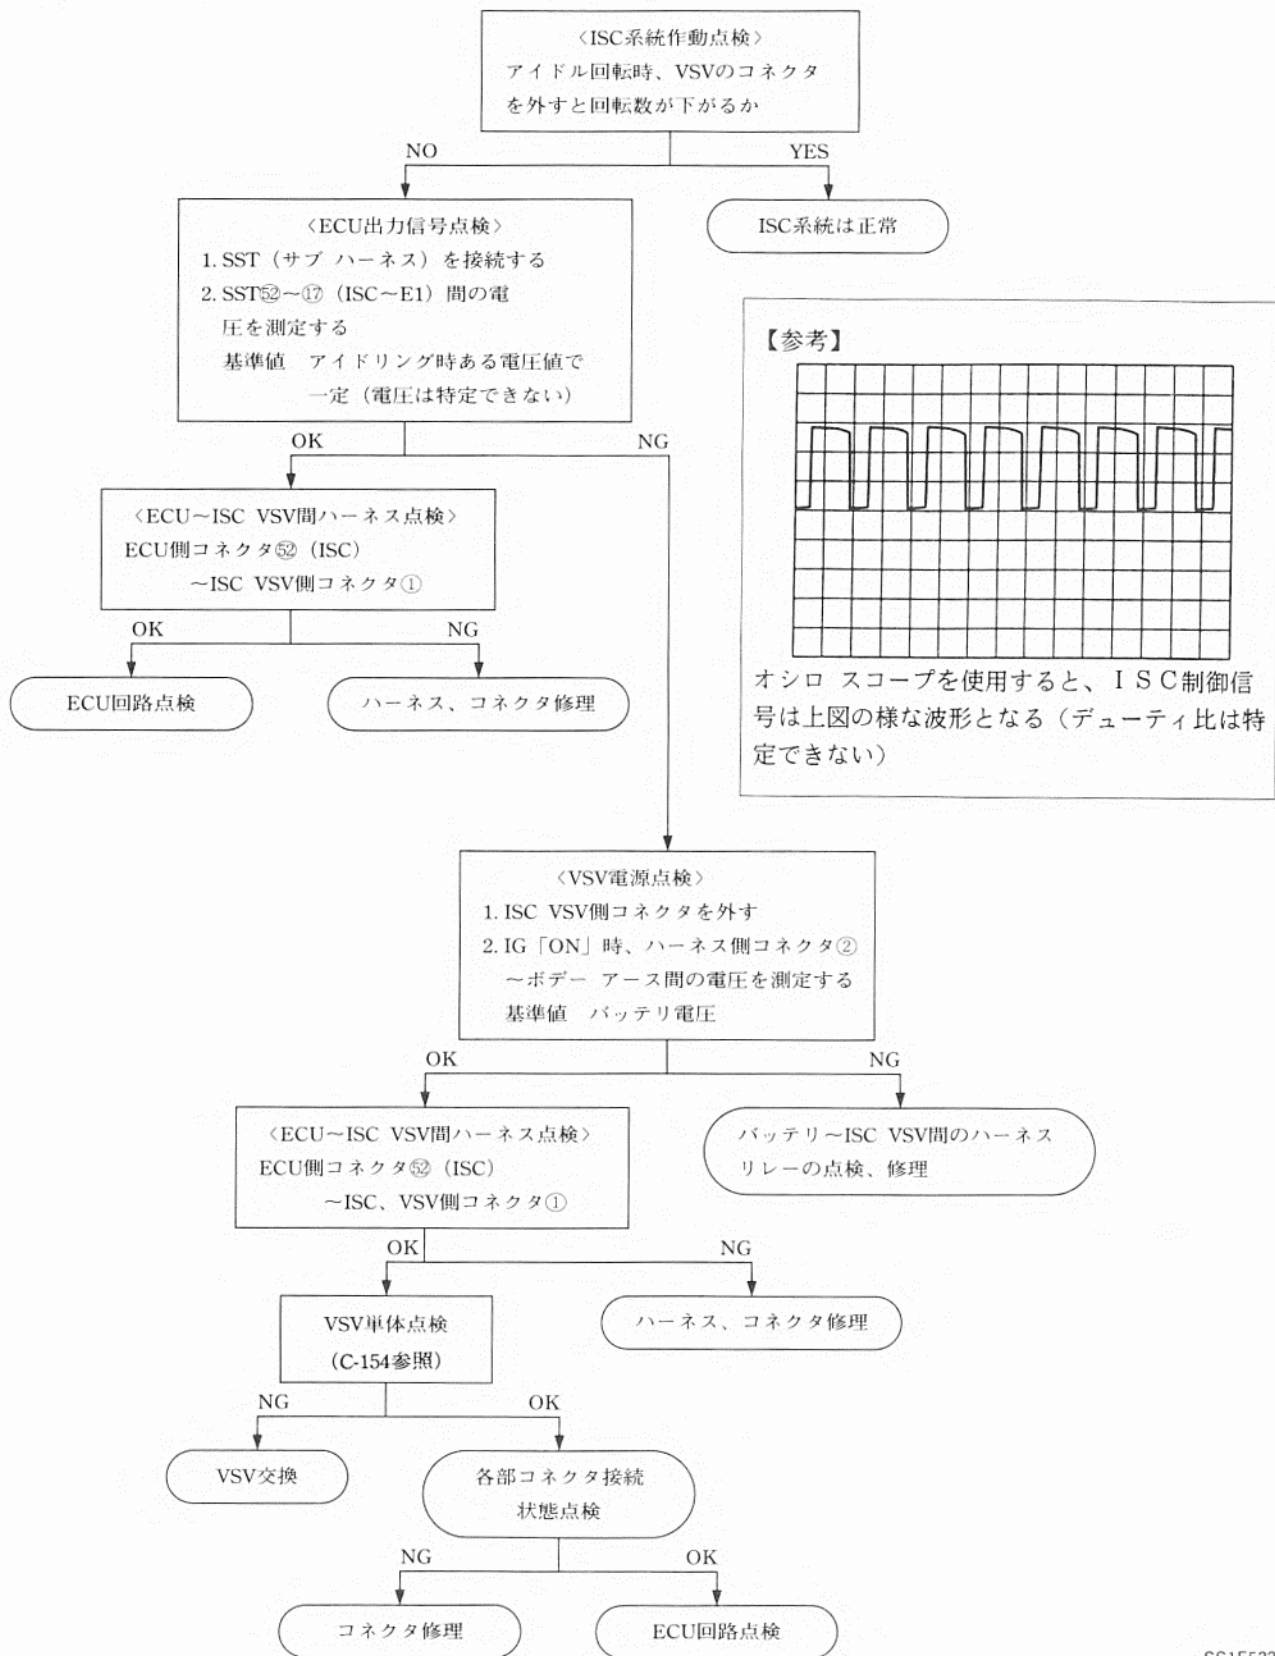 〈ISC系統作動点検〉
アイドル回転時、VSVのコネクタ
を外すと回転数が下がるか
NO
YES
〈ECU出力信号点検〉
1. SST（サブ ハーネス）を接続する
2. SST㊾〜⑰（ISC〜E1）間の電
圧を測定する
基準値　アイドリング時ある電圧値で
一定（電圧は特定できない）
ISC系統は正常
【参考】
オシロ スコープを使用すると、ＩＳＣ制御信
号は上図の様な波形となる（デューティ比は特
定できない）
OK
NG
〈ECU〜ISC VSV間ハーネス点検〉
ECU側コネクタ㊾（ISC）
〜ISC VSV側コネクタ①
OK
NG
ECU回路点検
ハーネス、コネクタ修理
〈VSV電源点検〉
1. ISC VSV側コネクタを外す
2. IG「ON」時、ハーネス側コネクタ②
〜ボデー アース間の電圧を測定する
基準値　バッテリ電圧
OK
NG
〈ECU〜ISC VSV間ハーネス点検〉
ECU側コネクタ㊾（ISC）
〜ISC、VSV側コネクタ①
バッテリ〜ISC VSV間のハーネス
リレーの点検、修理
OK
NG
VSV単体点検
（C-154参照）
ハーネス、コネクタ修理
NG
OK
VSV交換
各部コネクタ接続
状態点検
NG
OK
コネクタ修理
ECU回路点検